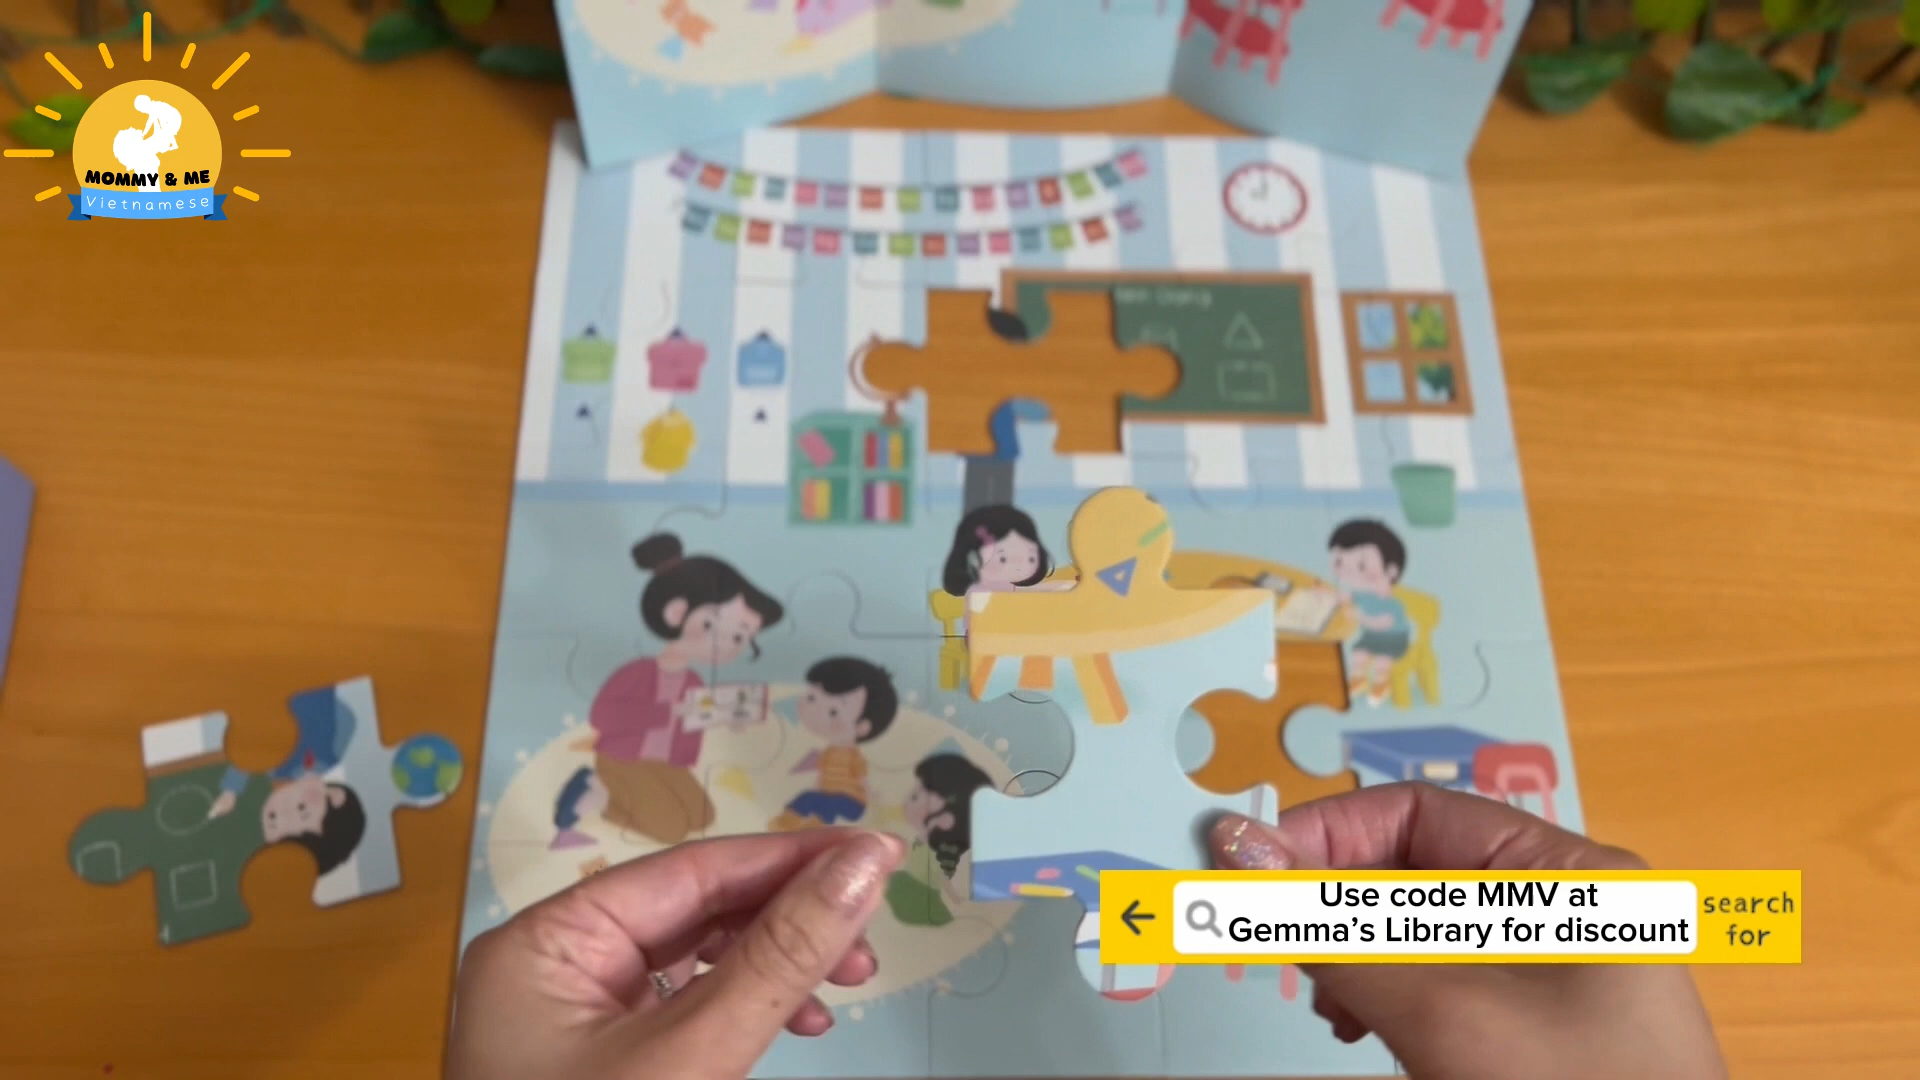 MOMMY & ME
Vietnamese
Use code MMV at
Gemma's Library for discount
search
for